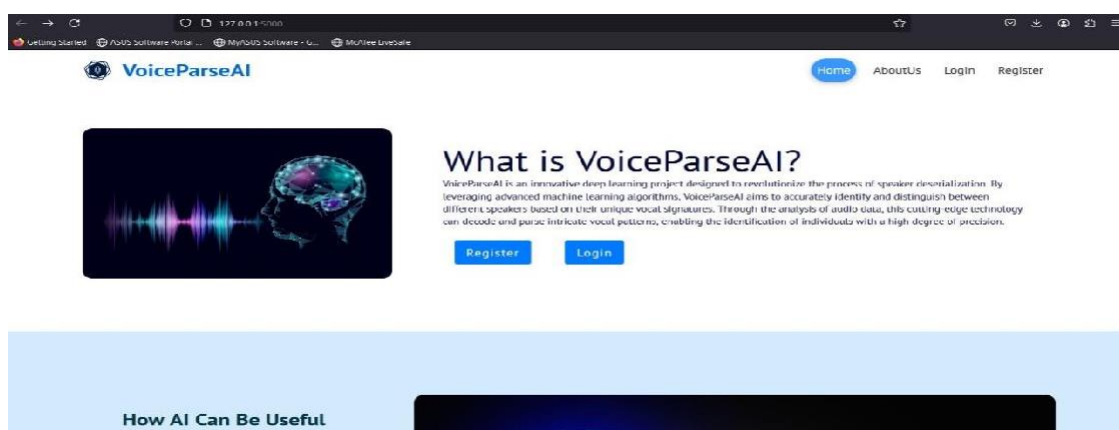 127.0.0.1:5000
Getting Started ASUS Software Portal ... MyASUS Software - G... McAfee LiveSafe
VoiceParseAI
Home AboutUs Login Register
What is VoiceParseAI?
VoiceParseAI is an innovative deep learning project designed to revolutionize the process of speaker deserialization. By
leveraging advanced machine learning algorithms, VoiceParseAI aims to accurately identify and distinguish between
different speakers based on their unique vocal signatures. Through the analysis of audio data, this cutting-edge technology
can decode and parse intricate vocal patterns, enabling the identification of individuals with a high degree of precision.
Register Login
How AI Can Be Useful